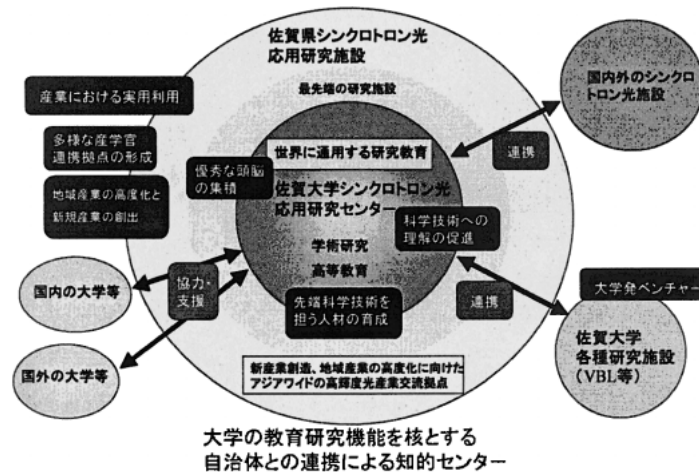 佐賀県シンクロトロン光
応用研究施設
最先端の研究施設
国内外のシンクロ
トロン光施設
産業における実用利用
多様な産学官
連携拠点の形成
地域産業の高度化と
新規産業の創出
優秀な頭脳
の集積
世界に通用する研究教育
連携
佐賀大学シンクロトロン光
応用研究センター
学術研究
高等教育
科学技術への
理解の促進
国内の大学等
協力・
支援
先端科学技術を
担う人材の育成
連携
大学発ベンチャー
佐賀大学
各種研究施設
(VBL等)
国外の大学等
新産業創造、地域産業の高度化に向けた
アジアワイドの高輝度光産業交流拠点
大学の教育研究機能を核とする
自治体との連携による知的センター